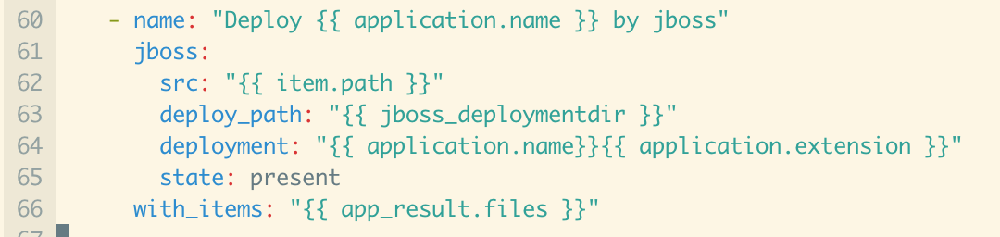 60     - name: "Deploy {{ application.name }} by jboss"
61       jboss:
62         src: "{{ item.path }}"
63         deploy_path: "{{ jboss_deploymentdir }}"
64         deployment: "{{ application.name}}{{ application.extension }}"
65         state: present
66       with_items: "{{ app_result.files }}"
67